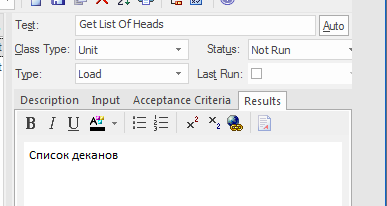 Test: Get List Of Heads Auto
Class Type: Unit Status: Not Run
Type: Load Last Run:
Description Input Acceptance Criteria Results
B I U A x² x₂
Список деканов